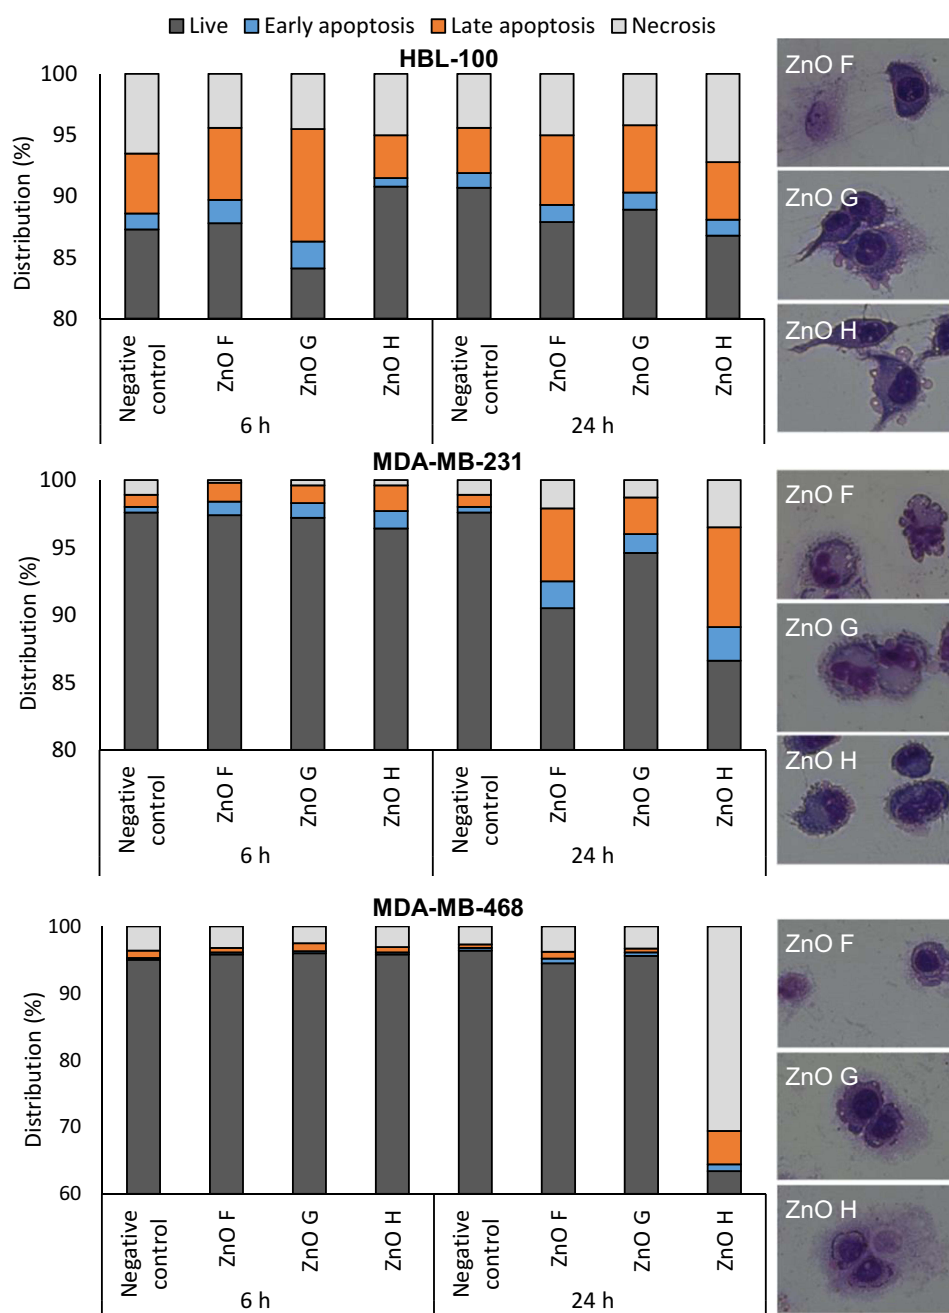 Live Early apoptosis Late apoptosis Necrosis
HBL-100
100
95
90
85
80
Distribution (%)
Negative control
ZnO F
ZnO G
ZnO H
Negative control
ZnO F
ZnO G
ZnO H
6 h
24 h
ZnO F
ZnO G
ZnO H
MDA-MB-231
100
95
90
85
80
Distribution (%)
Negative control
ZnO F
ZnO G
ZnO H
Negative control
ZnO F
ZnO G
ZnO H
6 h
24 h
ZnO F
ZnO G
ZnO H
MDA-MB-468
100
90
80
70
60
Distribution (%)
Negative control
ZnO F
ZnO G
ZnO H
Negative control
ZnO F
ZnO G
ZnO H
6 h
24 h
ZnO F
ZnO G
ZnO H